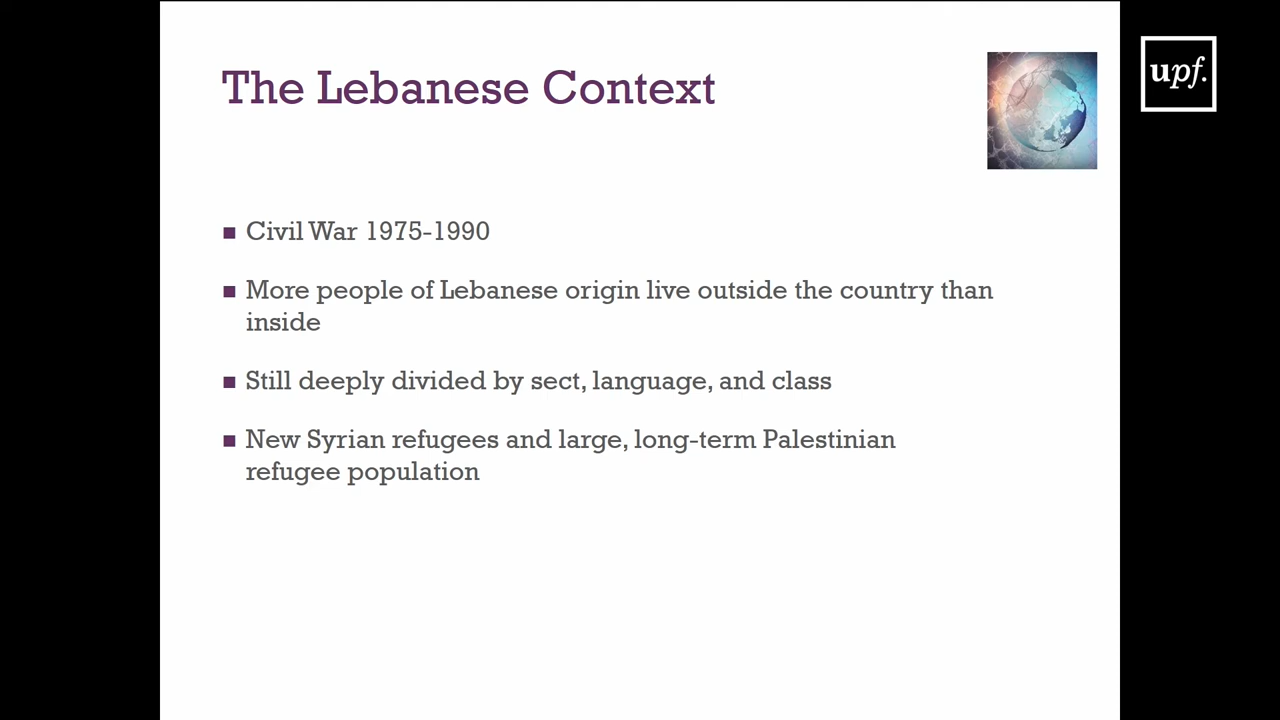 The Lebanese Context
upf.
■ Civil War 1975-1990
■ More people of Lebanese origin live outside the country than
inside
■ Still deeply divided by sect, language, and class
■ New Syrian refugees and large, long-term Palestinian
refugee population